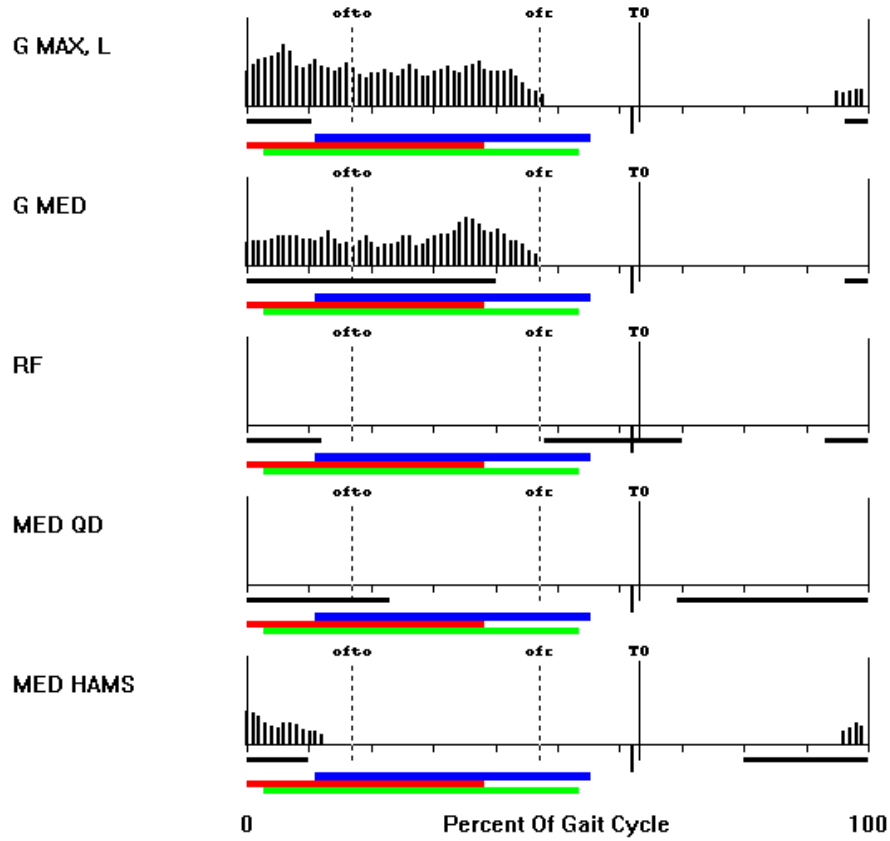 ofto ofc TO
G MAX, L
ofto ofc TO
G MED
ofto ofc TO
RF
ofto ofc TO
MED QD
ofto ofc TO
MED HAMS
0 Percent Of Gait Cycle 100